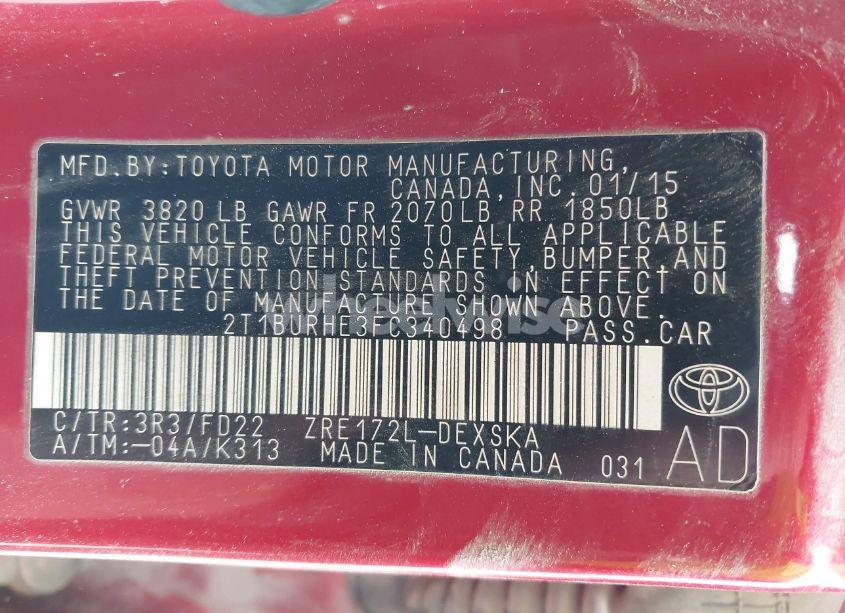 MFD.BY:TOYOTA MOTOR MANUFACTURING,
CANADA, INC. 01/15
GVWR 3820 LB GAWR FR 2070LB RR 1850LB
THIS VEHICLE CONFORMS TO ALL APPLICABLE
FEDERAL MOTOR VEHICLE SAFETY, BUMPER, AND
THEFT PREVENTION STANDARDS IN EFFECT ON
THE DATE OF MANUFACTURE SHOWN ABOVE.
PASS.CAR
C/TR:3R3/FD22 ZRE172L-DEXSKA
A/TM:-04A/K313 MADE IN CANADA 031
AD